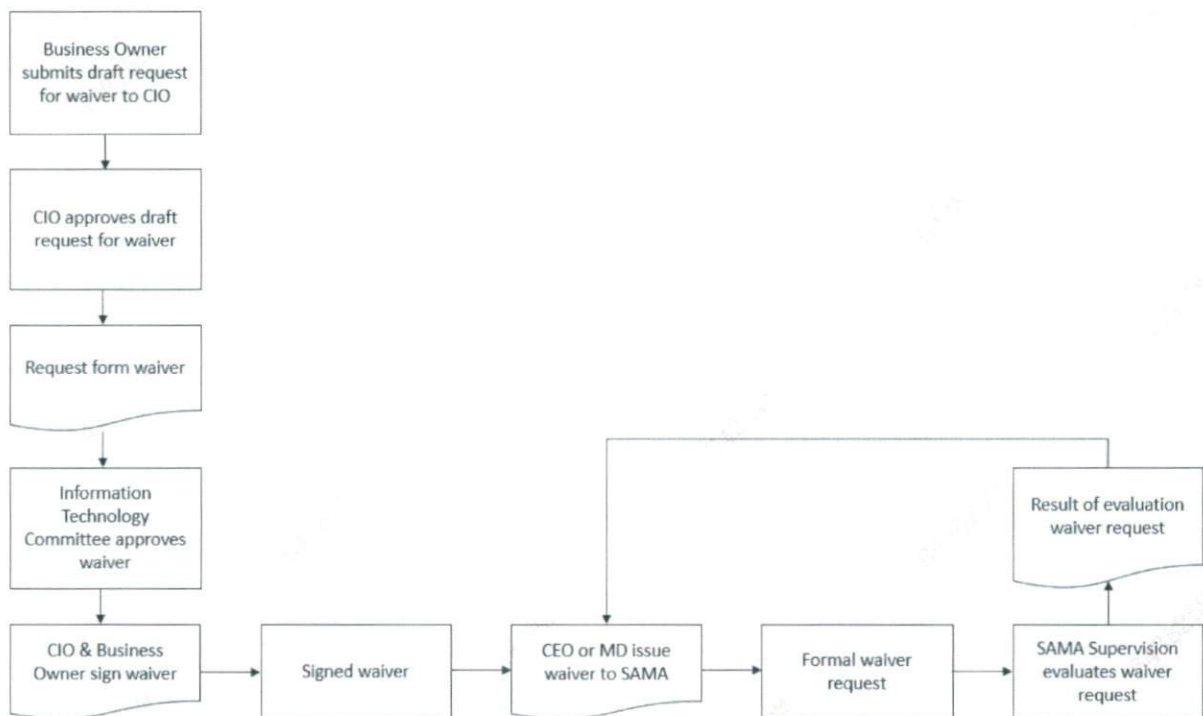 Business Owner
submits draft request
for waiver to CIO
CIO approves draft
request for waiver
Request form waiver
Information
Technology
Committee approves
waiver
CIO & Business
Owner sign waiver
Signed waiver
CEO or MD issue
waiver to SAMA
Formal waiver
request
SAMA Supervision
evaluates waiver
request
Result of evaluation
waiver request